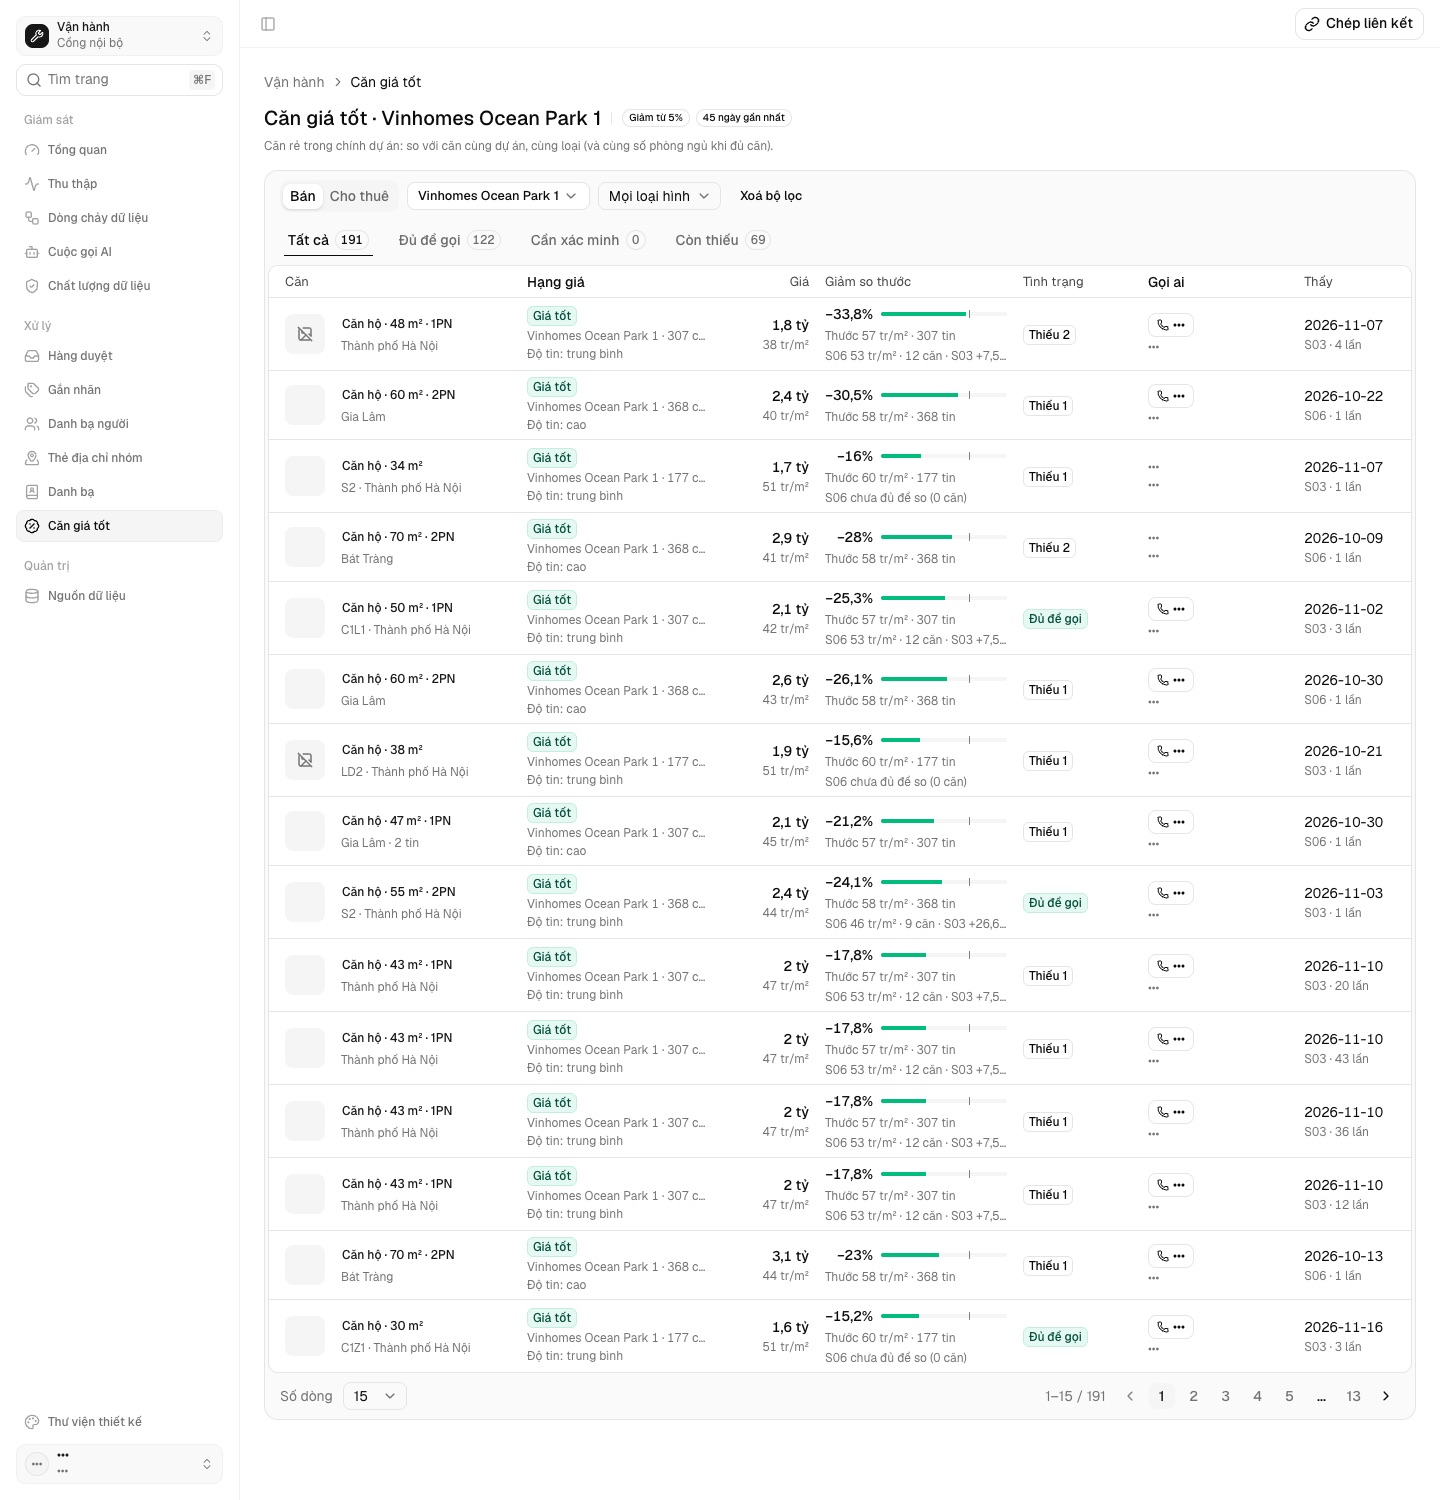 Vận hành
Cổng nội bộ
Tìm trang
⌘F
Giám sát
Tổng quan
Thu thập
Dòng chảy dữ liệu
Cuộc gọi AI
Chất lượng dữ liệu
Xử lý
Hàng duyệt
Gắn nhãn
Danh bạ người
Thẻ địa chỉ nhóm
Danh bạ
Căn giá tốt
Quản trị
Nguồn dữ liệu
Thư viện thiết kế
•••
•••
•••
Chép liên kết
Vận hành > Căn giá tốt
Căn giá tốt · Vinhomes Ocean Park 1
Giảm từ 5%
45 ngày gần nhất
Căn rẻ trong chính dự án: so với căn cùng dự án, cùng loại (và cùng số phòng ngủ khi đủ căn).
Bán
Cho thuê
Vinhomes Ocean Park 1
Mọi loại hình
Xoá bộ lọc
Tất cả 191
Đủ để gọi 122
Cần xác minh 0
Còn thiếu 69
Căn
Hạng giá
Giá
Giảm so thước
Tình trạng
Gọi ai
Thấy
Căn hộ · 48 m² · 1PN
Thành phố Hà Nội
Giá tốt
Vinhomes Ocean Park 1 · 307 c…
Độ tin: trung bình
1,8 tỷ
38 tr/m²
−33,8%
Thước 57 tr/m² · 307 tin
S06 53 tr/m² · 12 căn · S03 +7,5…
Thiếu 2
•••
•••
2026-11-07
S03 · 4 lần
Căn hộ · 60 m² · 2PN
Gia Lâm
Giá tốt
Vinhomes Ocean Park 1 · 368 c…
Độ tin: cao
2,4 tỷ
40 tr/m²
−30,5%
Thước 58 tr/m² · 368 tin
Thiếu 1
•••
•••
2026-10-22
S06 · 1 lần
Căn hộ · 34 m²
S2 · Thành phố Hà Nội
Giá tốt
Vinhomes Ocean Park 1 · 177 c…
Độ tin: trung bình
1,7 tỷ
51 tr/m²
−16%
Thước 60 tr/m² · 177 tin
S06 chưa đủ để so (0 căn)
Thiếu 1
•••
•••
2026-11-07
S03 · 1 lần
Căn hộ · 70 m² · 2PN
Bát Tràng
Giá tốt
Vinhomes Ocean Park 1 · 368 c…
Độ tin: cao
2,9 tỷ
41 tr/m²
−28%
Thước 58 tr/m² · 368 tin
Thiếu 2
•••
•••
2026-10-09
S06 · 1 lần
Căn hộ · 50 m² · 1PN
C1L1 · Thành phố Hà Nội
Giá tốt
Vinhomes Ocean Park 1 · 307 c…
Độ tin: trung bình
2,1 tỷ
42 tr/m²
−25,3%
Thước 57 tr/m² · 307 tin
S06 53 tr/m² · 12 căn · S03 +7,5…
Đủ để gọi
•••
•••
2026-11-02
S03 · 3 lần
Căn hộ · 60 m² · 2PN
Gia Lâm
Giá tốt
Vinhomes Ocean Park 1 · 368 c…
Độ tin: cao
2,6 tỷ
43 tr/m²
−26,1%
Thước 58 tr/m² · 368 tin
Thiếu 1
•••
•••
2026-10-30
S06 · 1 lần
Căn hộ · 38 m²
LD2 · Thành phố Hà Nội
Giá tốt
Vinhomes Ocean Park 1 · 177 c…
Độ tin: trung bình
1,9 tỷ
51 tr/m²
−15,6%
Thước 60 tr/m² · 177 tin
S06 chưa đủ để so (0 căn)
Thiếu 1
•••
•••
2026-10-21
S03 · 1 lần
Căn hộ · 47 m² · 1PN
Gia Lâm · 2 tin
Giá tốt
Vinhomes Ocean Park 1 · 307 c…
Độ tin: cao
2,1 tỷ
45 tr/m²
−21,2%
Thước 57 tr/m² · 307 tin
Thiếu 1
•••
•••
2026-10-30
S06 · 1 lần
Căn hộ · 55 m² · 2PN
S2 · Thành phố Hà Nội
Giá tốt
Vinhomes Ocean Park 1 · 368 c…
Độ tin: trung bình
2,4 tỷ
44 tr/m²
−24,1%
Thước 58 tr/m² · 368 tin
S06 46 tr/m² · 9 căn · S03 +26,6…
Đủ để gọi
•••
•••
2026-11-03
S03 · 1 lần
Căn hộ · 43 m² · 1PN
Thành phố Hà Nội
Giá tốt
Vinhomes Ocean Park 1 · 307 c…
Độ tin: trung bình
2 tỷ
47 tr/m²
−17,8%
Thước 57 tr/m² · 307 tin
S06 53 tr/m² · 12 căn · S03 +7,5…
Thiếu 1
•••
•••
2026-11-10
S03 · 20 lần
Căn hộ · 43 m² · 1PN
Thành phố Hà Nội
Giá tốt
Vinhomes Ocean Park 1 · 307 c…
Độ tin: trung bình
2 tỷ
47 tr/m²
−17,8%
Thước 57 tr/m² · 307 tin
S06 53 tr/m² · 12 căn · S03 +7,5…
Thiếu 1
•••
•••
2026-11-10
S03 · 43 lần
Căn hộ · 43 m² · 1PN
Thành phố Hà Nội
Giá tốt
Vinhomes Ocean Park 1 · 307 c…
Độ tin: trung bình
2 tỷ
47 tr/m²
−17,8%
Thước 57 tr/m² · 307 tin
S06 53 tr/m² · 12 căn · S03 +7,5…
Thiếu 1
•••
•••
2026-11-10
S03 · 36 lần
Căn hộ · 43 m² · 1PN
Thành phố Hà Nội
Giá tốt
Vinhomes Ocean Park 1 · 307 c…
Độ tin: trung bình
2 tỷ
47 tr/m²
−17,8%
Thước 57 tr/m² · 307 tin
S06 53 tr/m² · 12 căn · S03 +7,5…
Thiếu 1
•••
•••
2026-11-10
S03 · 12 lần
Căn hộ · 70 m² · 2PN
Bát Tràng
Giá tốt
Vinhomes Ocean Park 1 · 368 c…
Độ tin: cao
3,1 tỷ
44 tr/m²
−23%
Thước 58 tr/m² · 368 tin
Thiếu 1
•••
•••
2026-10-13
S06 · 1 lần
Căn hộ · 30 m²
C1Z1 · Thành phố Hà Nội
Giá tốt
Vinhomes Ocean Park 1 · 177 c…
Độ tin: trung bình
1,6 tỷ
51 tr/m²
−15,2%
Thước 60 tr/m² · 177 tin
S06 chưa đủ để so (0 căn)
Đủ để gọi
•••
•••
2026-11-16
S03 · 3 lần
Số dòng
15
1–15 / 191
1 2 3 4 5 … 13